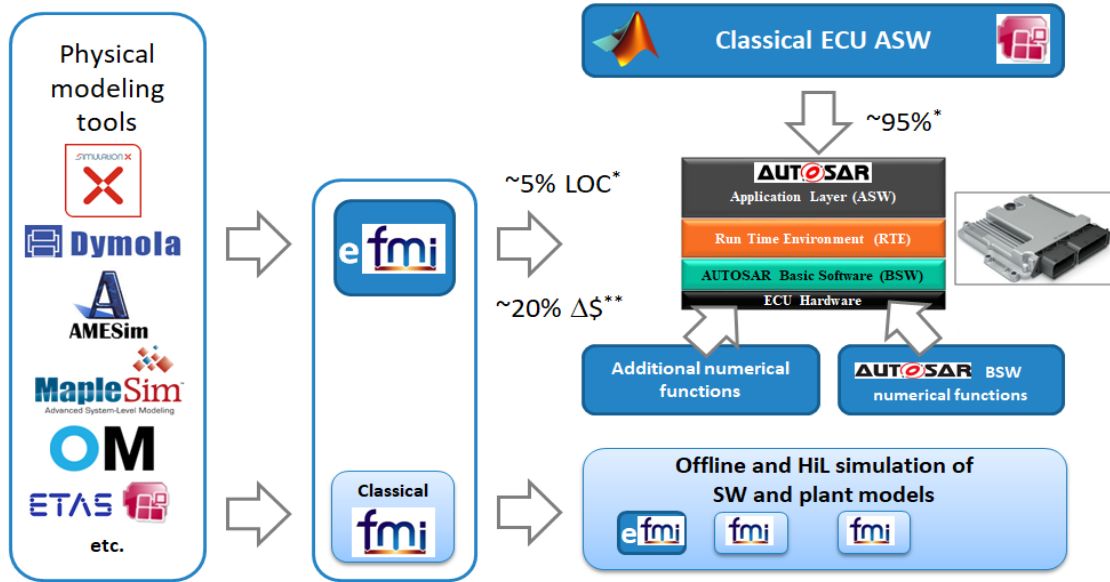 Physical
modeling
tools
SIMULATION X
Dymola
AMESim
MapleSim™
Advanced System-Level Modeling
OM
ETAS
etc.
efmi
Classical
fmi
~5% LOC*
~20% Δ$**
Classical ECU ASW
~95%*
AUTOSAR
Application Layer (ASW)
Run Time Environment (RTE)
AUTOSAR Basic Software (BSW)
ECU Hardware
Additional numerical
functions
AUTOSAR BSW
numerical functions
Offline and HiL simulation of
SW and plant models
efmi fmi fmi